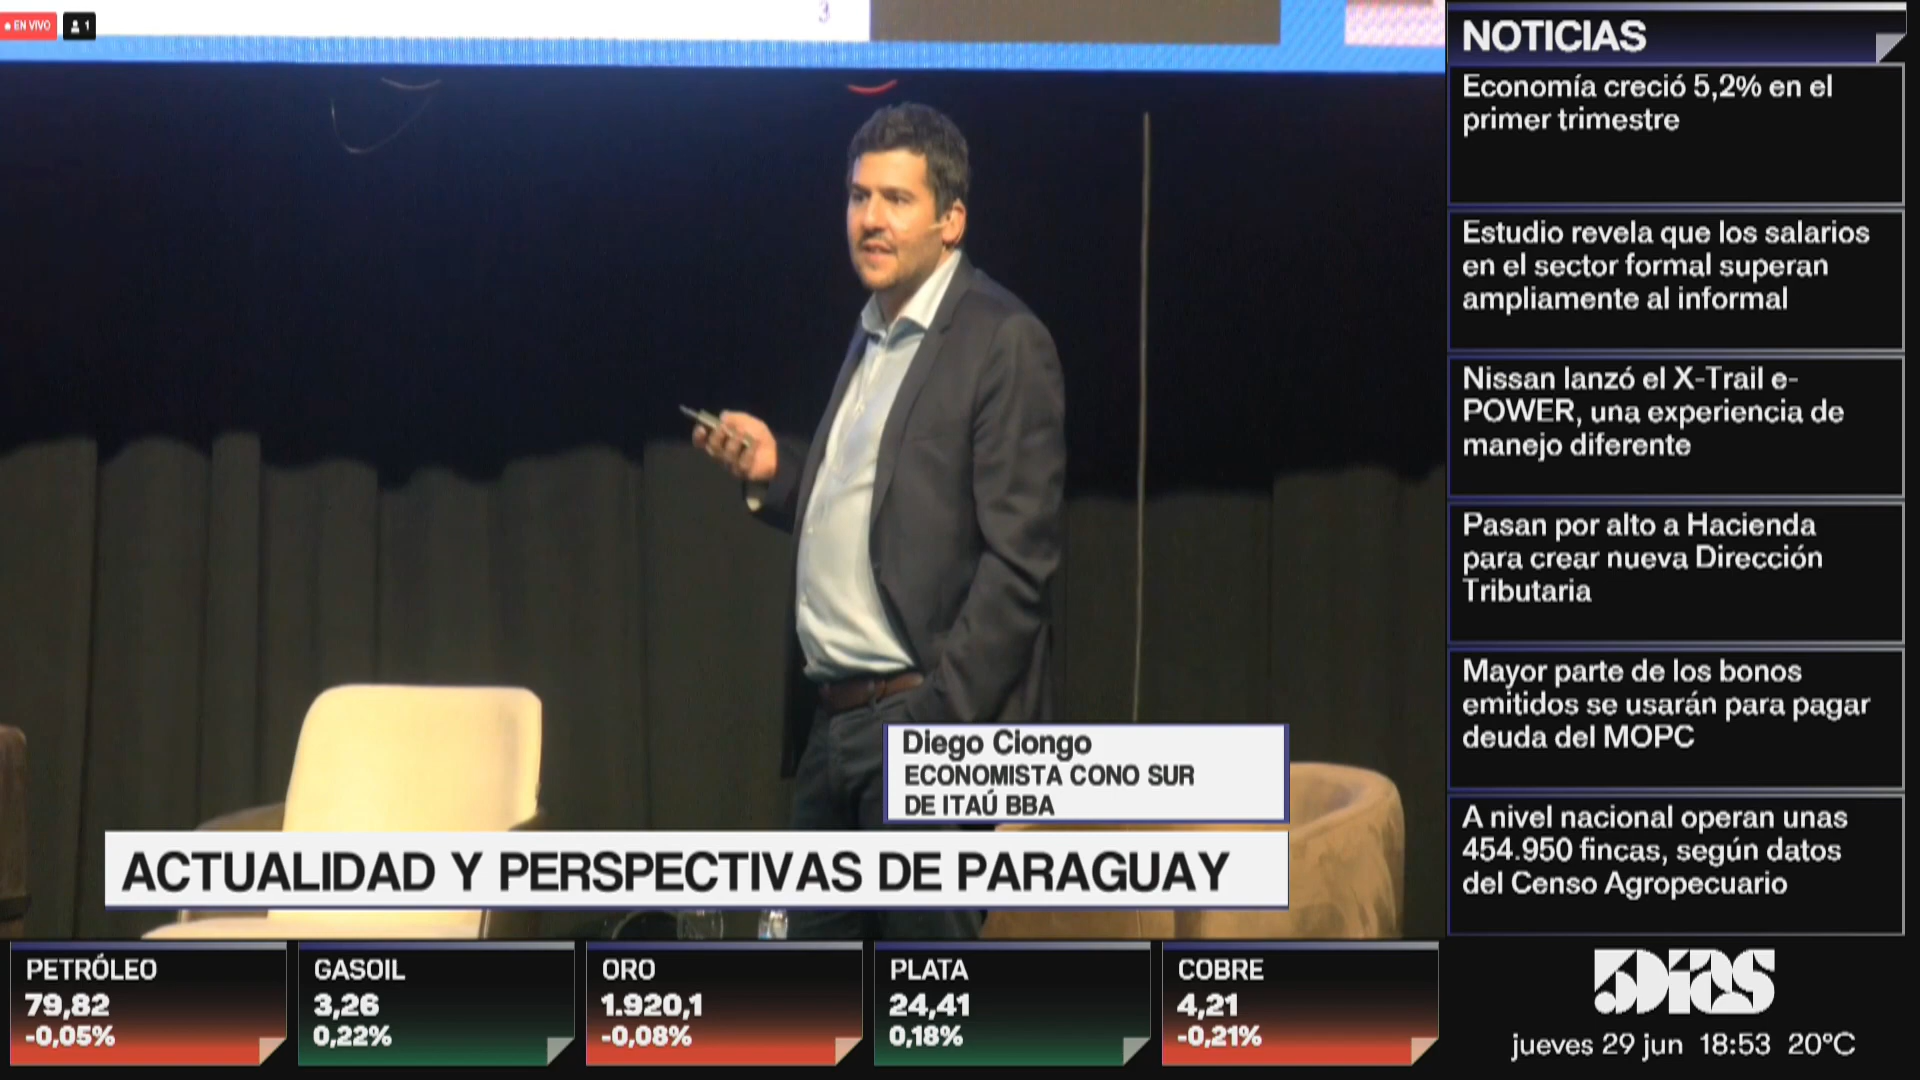 EN VIVO
1
3
NOTICIAS
Economía creció 5,2% en el
primer trimestre
Estudio revela que los salarios
en el sector formal superan
ampliamente al informal
Nissan lanzó el X-Trail e-
POWER, una experiencia de
manejo diferente
Pasan por alto a Hacienda
para crear nueva Dirección
Tributaria
Mayor parte de los bonos
emitidos se usarán para pagar
deuda del MOPC
A nivel nacional operan unas
454.950 fincas, según datos
del Censo Agropecuario
Diego Ciongo
ECONOMISTA CONO SUR
DE ITAÚ BBA
ACTUALIDAD Y PERSPECTIVAS DE PARAGUAY
PETRÓLEO
79,82
-0,05%
GASOIL
3,26
0,22%
ORO
1.920,1
-0,08%
PLATA
24,41
0,18%
COBRE
4,21
-0,21%
5Días
jueves 29 jun 18:53 20°C